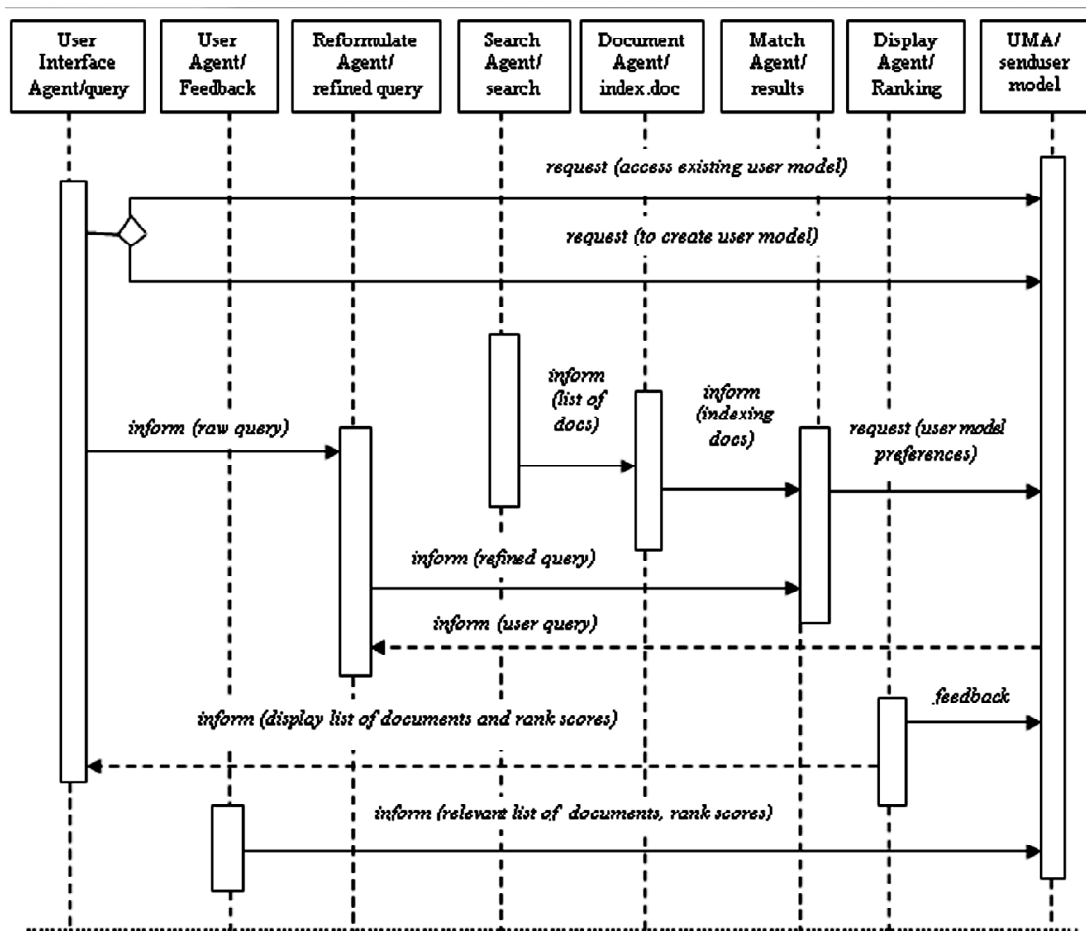 User
Interface
Agent/query
User
Agent/
Feedback
Reformulate
Agent/
refined query
Search
Agent/
search
Document
Agent/
index.doc
Match
Agent/
results
Display
Agent/
Ranking
UMA/
senduser
model
request (access existing user model)
request (to create user model)
inform
(list of
docs)
inform
(indexing
docs)
inform (raw query)
request (user model
preferences)
inform (refined query)
inform (user query)
feedback
inform (display list of documents and rank scores)
inform (relevant list of documents, rank scores)